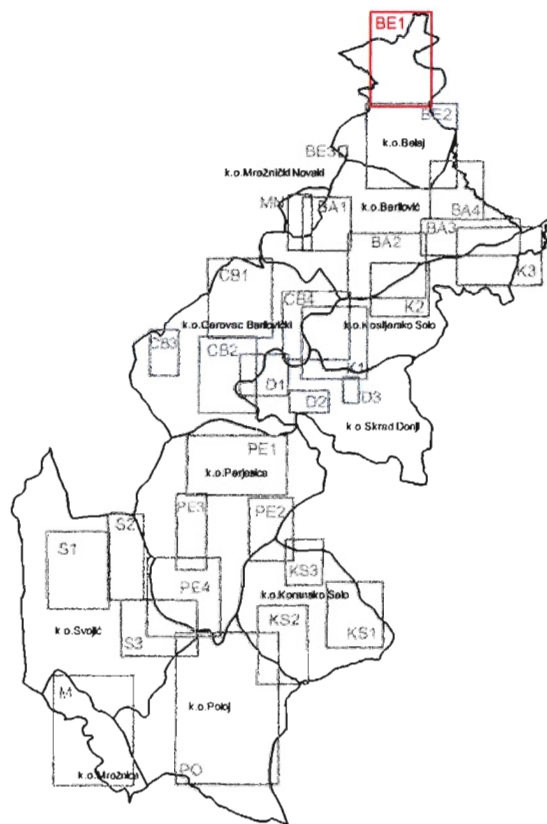 BE1
BE2
k.o.Belaj
BE3
k.o.Mrežnički Novaki
MN
BA1
k.o.Barilović
BA4
BA3
BA2
K3
CB1
CB4
K2
k.o.Carovac Barilovički
k.o.Kosijersko Selo
CB3
CB2
K1
D1
D2
D3
k.o.Skrad Donji
PE1
k.o.Perjasica
PE3
PE2
S2
S1
KS3
PE4
k.o.Koransko Selo
KS2
k.o.Svojić
S3
KS1
M
k.o.Poloj
k.o.Mrežnica
PO